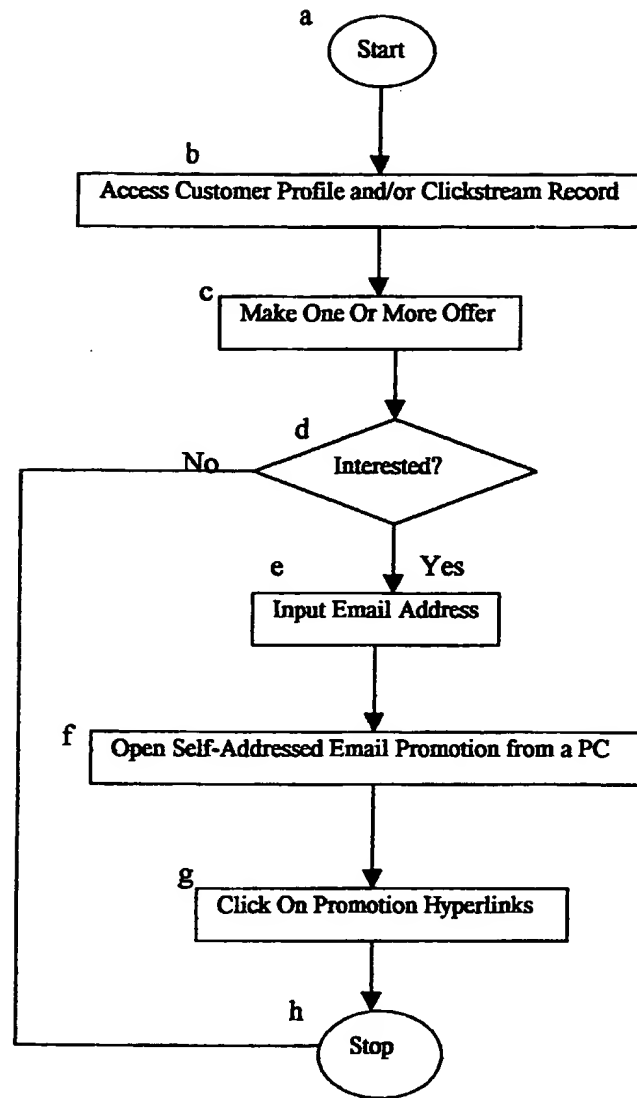 a
Start
b
Access Customer Profile and/or Clickstream Record
c
Make One Or More Offer
d
No
Interested?
e
Yes
Input Email Address
f
Open Self-Addressed Email Promotion from a PC
g
Click On Promotion Hyperlinks
h
Stop